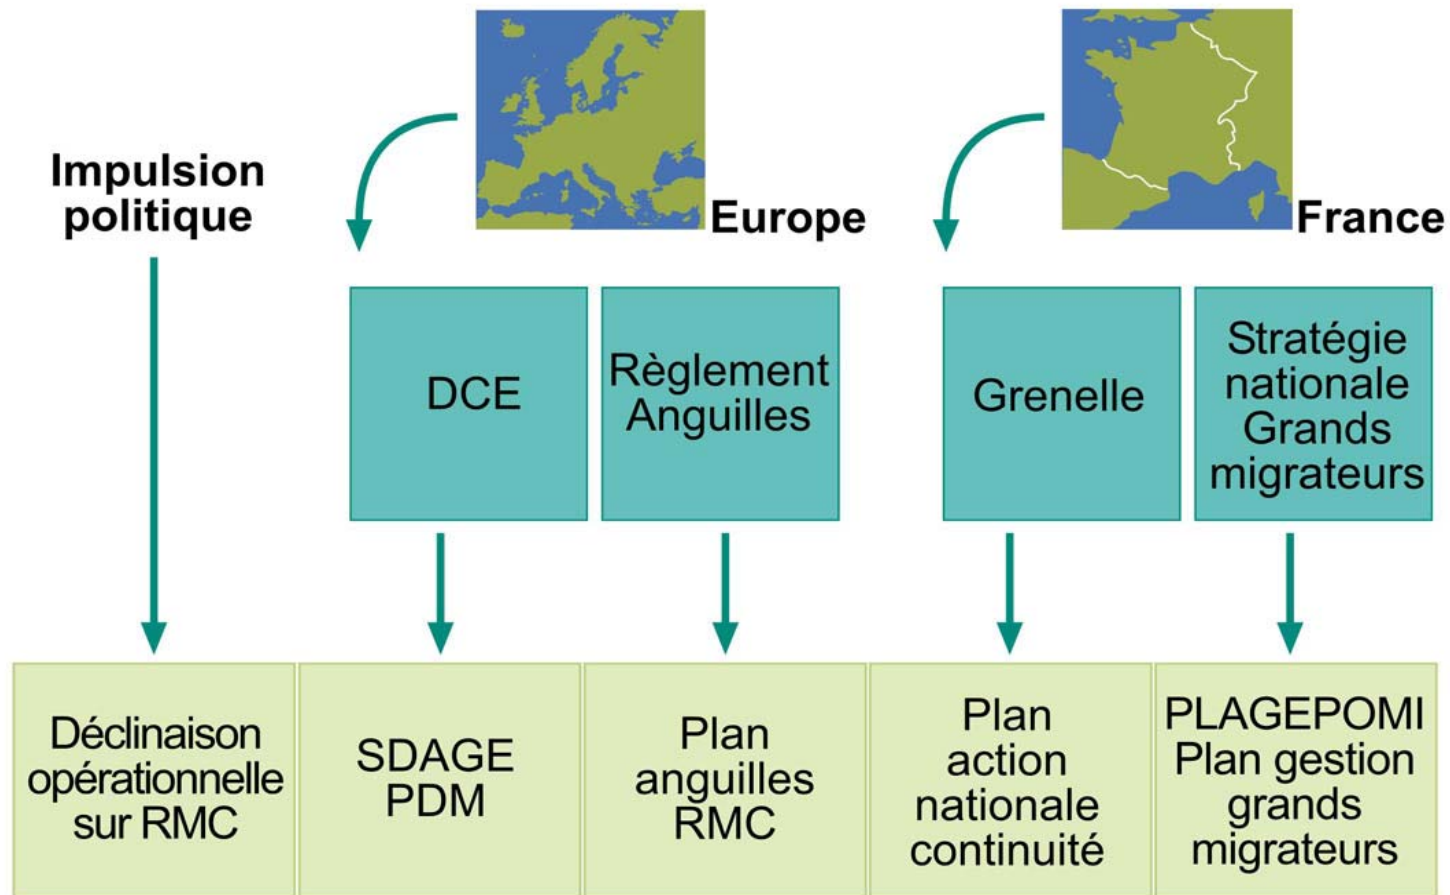 Impulsion
politique
Europe
France
DCE
Règlement
Anguilles
Grenelle
Stratégie
nationale
Grands
migrateurs
Déclinaison
opérationnelle
sur RMC
SDAGE
PDM
Plan
anguilles
RMC
Plan
action
nationale
continuité
PLAGEPOMI
Plan gestion
grands
migrateurs